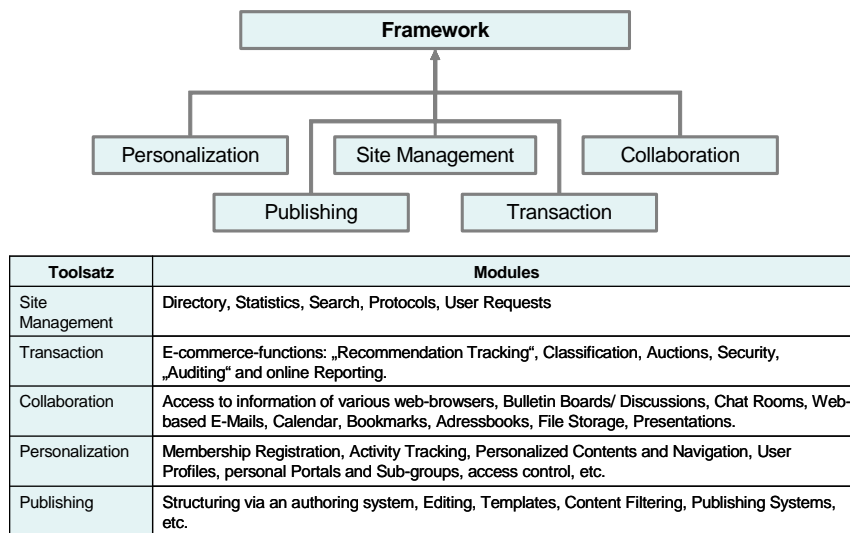 Framework
Personalization
Site Management
Collaboration
Publishing
Transaction
Toolsatz
Modules
Site
Management
Directory, Statistics, Search, Protocols, User Requests
Transaction
E-commerce-functions: „Recommendation Tracking“, Classification, Auctions, Security,
„Auditing“ and online Reporting.
Collaboration
Access to information of various web-browsers, Bulletin Boards/ Discussions, Chat Rooms, Web-
based E-Mails, Calendar, Bookmarks, Adressbooks, File Storage, Presentations.
Personalization
Membership Registration, Activity Tracking, Personalized Contents and Navigation, User
Profiles, personal Portals and Sub-groups, access control, etc.
Publishing
Structuring via an authoring system, Editing, Templates, Content Filtering, Publishing Systems,
etc.